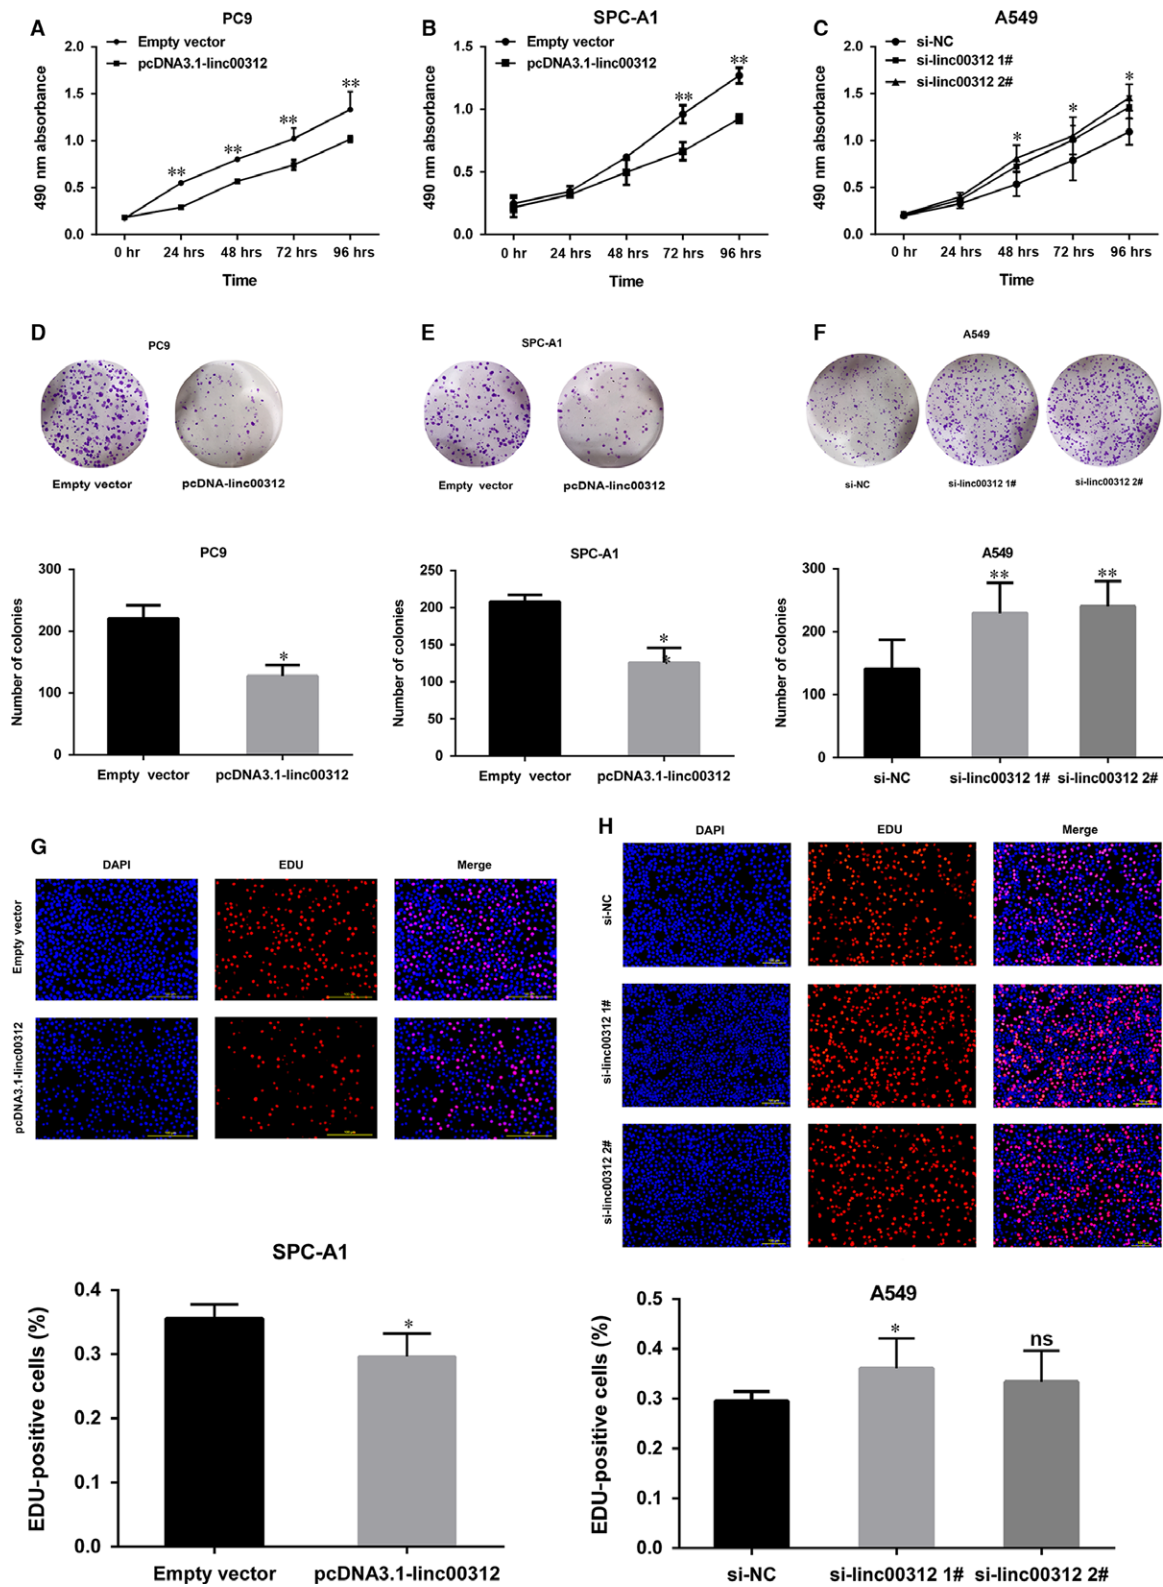 A
PC9
Empty vector
pcDNA3.1-linc00312
2.0
1.5
1.0
0.5
0.0
490 nm absorbance
**
**
**
**
0 hr 24 hrs 48 hrs 72 hrs 96 hrs
Time
B
SPC-A1
Empty vector
pcDNA3.1-linc00312
1.5
1.0
0.5
0.0
490 nm absorbance
**
**
0 hr 24 hrs 48 hrs 72 hrs 96 hrs
Time
C
A549
si-NC
si-linc00312 1#
si-linc00312 2#
2.0
1.5
1.0
0.5
0.0
490 nm absorbance
*
*
*
0 hr 24 hrs 48 hrs 72 hrs 96 hrs
Time
D
PC9
Empty vector
pcDNA-linc00312
E
SPC-A1
Empty vector
pcDNA-linc00312
F
A549
si-NC
si-linc00312 1#
si-linc00312 2#
PC9
300
200
100
0
Number of colonies
*
Empty vector pcDNA3.1-linc00312
SPC-A1
250
200
150
100
50
0
Number of colonies
*
*
Empty vector pcDNA3.1-linc00312
A549
300
200
100
0
Number of colonies
**
**
si-NC si-linc00312 1# si-linc00312 2#
G
DAPI EDU Merge
Empty vector
pcDNA3.1-linc00312
H
DAPI EDU Merge
si-NC
si-linc00312 1#
si-linc00312 2#
SPC-A1
0.4
0.3
0.2
0.1
0.0
EDU-positive cells (%)
*
Empty vector pcDNA3.1-linc00312
A549
0.5
0.4
0.3
0.2
0.1
0.0
EDU-positive cells (%)
*
ns
si-NC si-linc00312 1# si-linc00312 2#